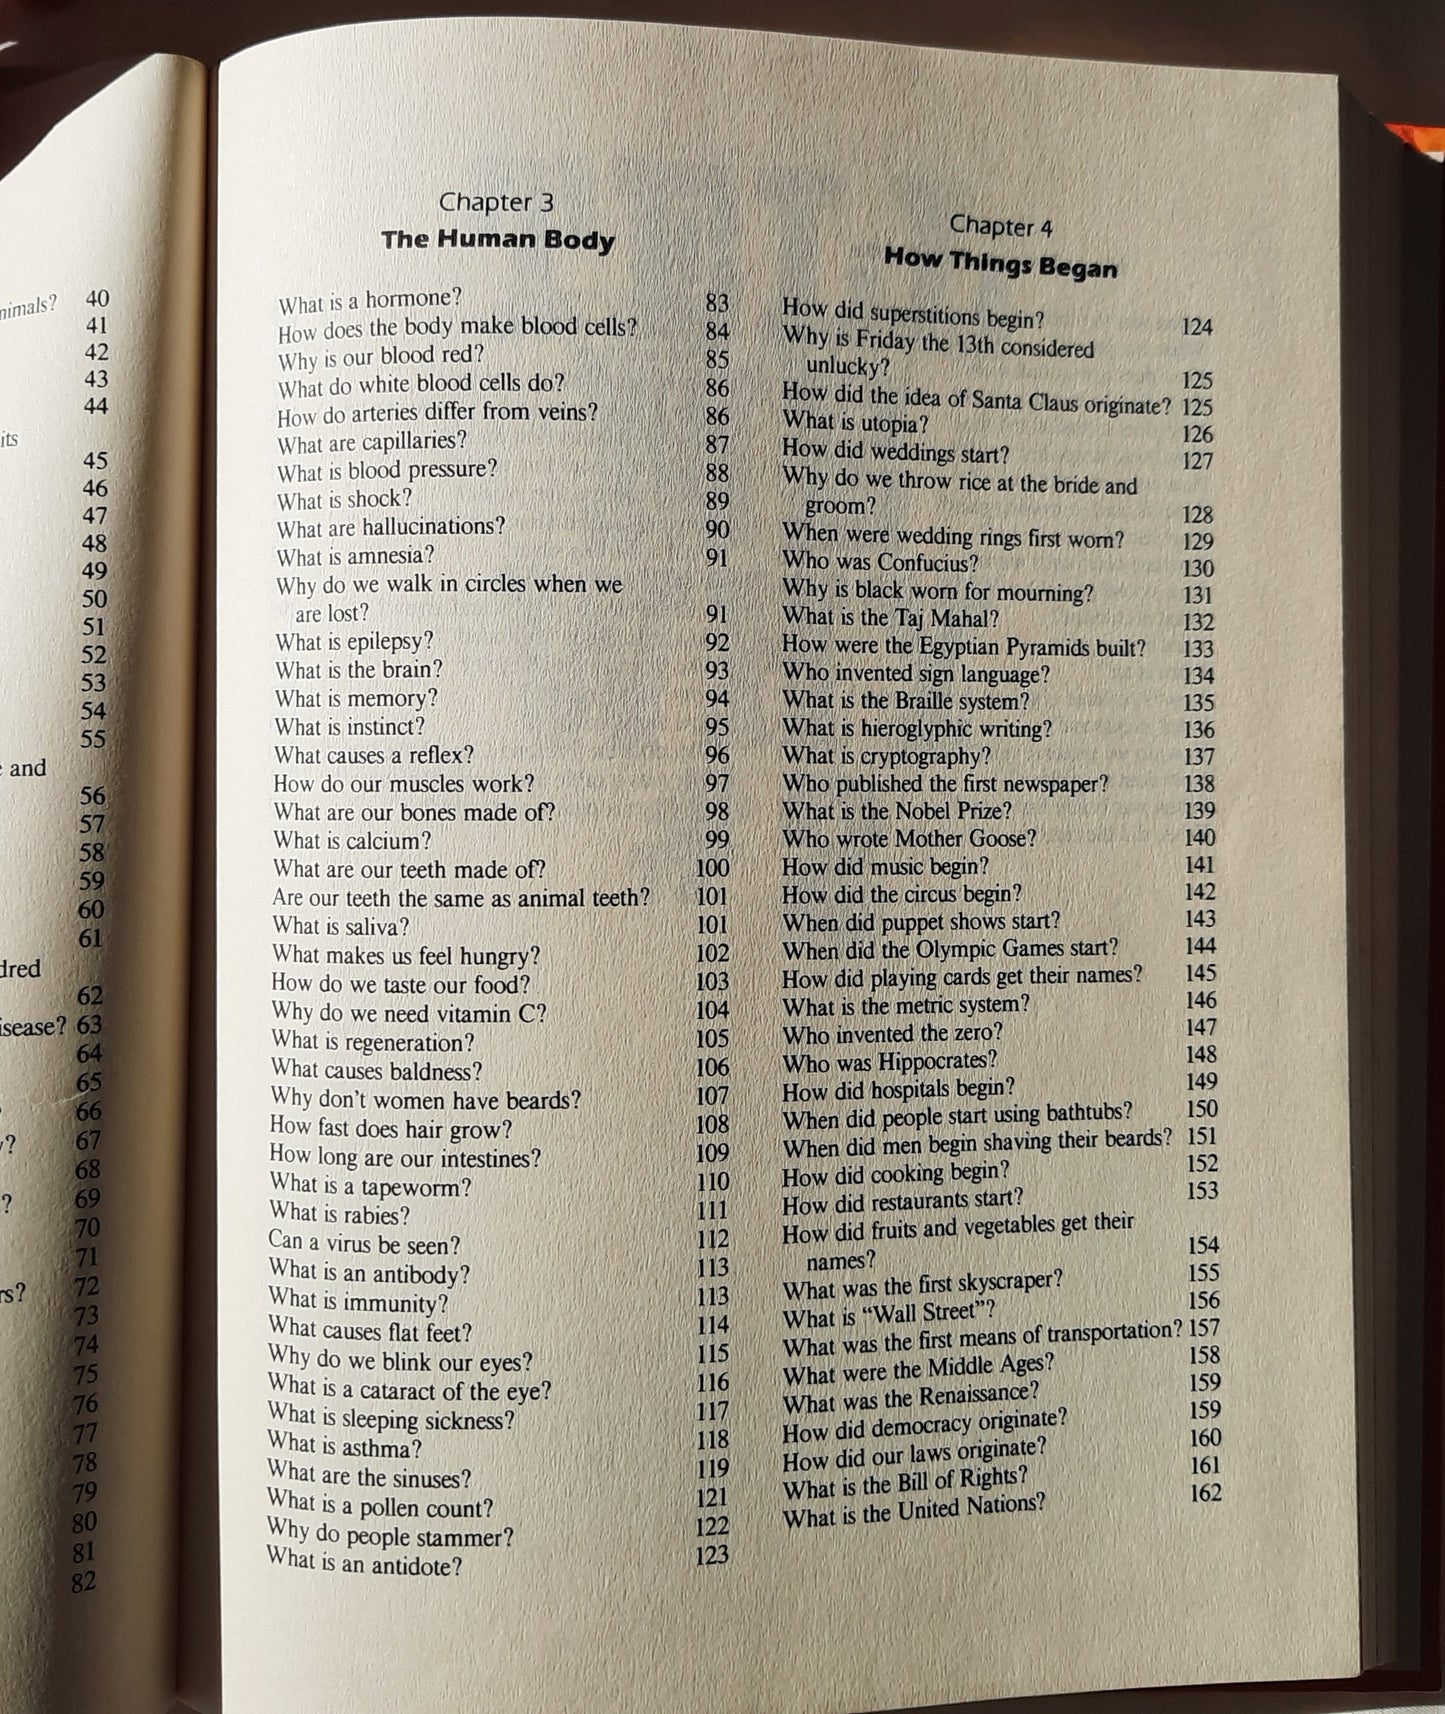 nimals? 40
41
42
43
44
its
45
46
47
48
49
50
51
52
53
54
55
and
56
57
58
59
60
61
dred
62
isease? 63
64
65
66
? 67
68
? 69
70
71
rs? 72
73
74
75
76
77
78
79
80
81
82
Chapter 3
The Human Body
What is a hormone? 83
How does the body make blood cells? 84
Why is our blood red? 85
What do white blood cells do? 86
How do arteries differ from veins? 86
What are capillaries? 87
What is blood pressure? 88
What is shock? 89
What are hallucinations? 90
What is amnesia? 91
Why do we walk in circles when we
are lost? 91
What is epilepsy? 92
What is the brain? 93
What is memory? 94
What is instinct? 95
What causes a reflex? 96
How do our muscles work? 97
What are our bones made of? 98
What is calcium? 99
What are our teeth made of? 100
Are our teeth the same as animal teeth? 101
What is saliva? 101
What makes us feel hungry? 102
How do we taste our food? 103
Why do we need vitamin C? 104
What is regeneration? 105
What causes baldness? 106
Why don't women have beards? 107
How fast does hair grow? 108
How long are our intestines? 109
What is a tapeworm? 110
What is rabies? 111
Can a virus be seen? 112
What is an antibody? 113
What is immunity? 113
What causes flat feet? 114
Why do we blink our eyes? 115
What is a cataract of the eye? 116
What is sleeping sickness? 117
What is asthma? 118
What are the sinuses? 119
What is a pollen count? 121
Why do people stammer? 122
What is an antidote? 123
Chapter 4
How Things Began
How did superstitions begin? 124
Why is Friday the 13th considered
unlucky? 125
How did the idea of Santa Claus originate? 125
What is utopia? 126
How did weddings start? 127
Why do we throw rice at the bride and
groom? 128
When were wedding rings first worn? 129
Who was Confucius? 130
Why is black worn for mourning? 131
What is the Taj Mahal? 132
How were the Egyptian Pyramids built? 133
Who invented sign language? 134
What is the Braille system? 135
What is hieroglyphic writing? 136
What is cryptography? 137
Who published the first newspaper? 138
What is the Nobel Prize? 139
Who wrote Mother Goose? 140
How did music begin? 141
How did the circus begin? 142
When did puppet shows start? 143
When did the Olympic Games start? 144
How did playing cards get their names? 145
What is the metric system? 146
Who invented the zero? 147
Who was Hippocrates? 148
How did hospitals begin? 149
When did people start using bathtubs? 150
When did men begin shaving their beards? 151
How did cooking begin? 152
How did restaurants start? 153
How did fruits and vegetables get their
names? 154
What was the first skyscraper? 155
What is "Wall Street"? 156
What was the first means of transportation? 157
What were the Middle Ages? 158
What was the Renaissance? 159
How did democracy originate? 159
How did our laws originate? 160
What is the Bill of Rights? 161
What is the United Nations? 162